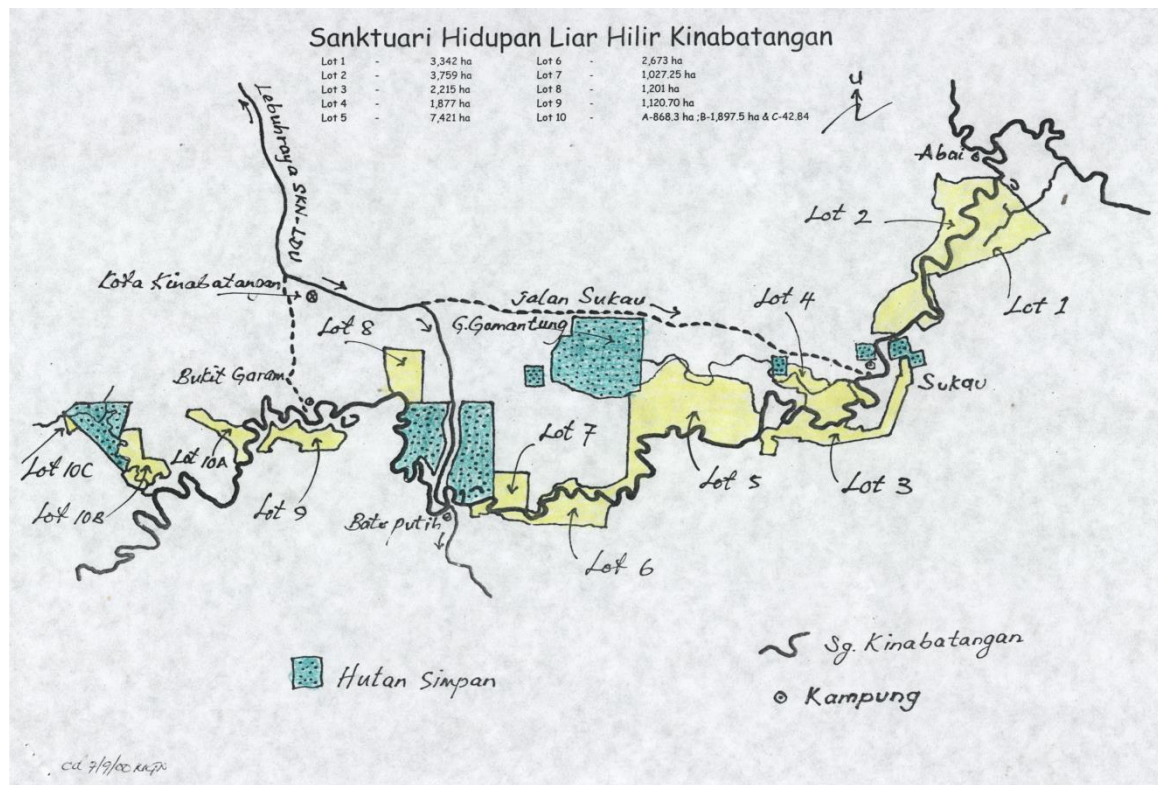 Sanktuari Hidupan Liar Hilir Kinabatangan
Lot 1 - 3,342 ha Lot 6 - 2,673 ha
Lot 2 - 3,759 ha Lot 7 - 1,027.25 ha
Lot 3 - 2,215 ha Lot 8 - 1,201 ha
Lot 4 - 1,877 ha Lot 9 - 1,120.70 ha
Lot 5 - 7,421 ha Lot 10 - A-868.3 ha ;B-1,897.5 ha & C-42.84
u
Lebuhraya SKN-LDU
Abai
Lot 2
Kota Kinabatangan
Jalan Sukau
Lot 4
Lot 1
Lot 8
G.Gomantung
Bukit Garam
Sukau
Lot 7
Lot 10C
Lot 10A
Lot 5
Lot 3
Lot 10B
Lot 9
Batu putih
Lot 6
Sg. Kinabatangan
Hutan Simpan
Kampung
7/9/00